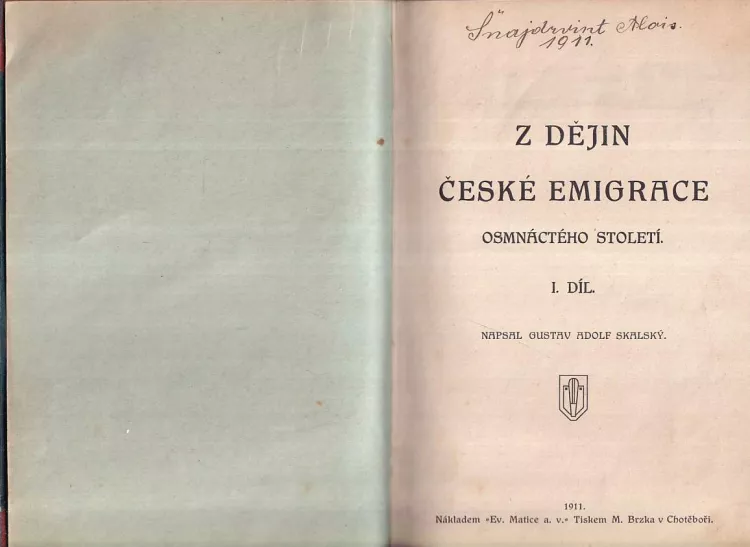 Šnajdrvint Alois.
1911.
Z DĚJIN
ČESKÉ EMIGRACE
OSMNÁCTÉHO STOLETÍ.
I. DÍL.
NAPSAL GUSTAV ADOLF SKALSKÝ.
1911.
Nákladem »Ev. Matice a. v.« Tiskem M. Brzka v Chotěboři.